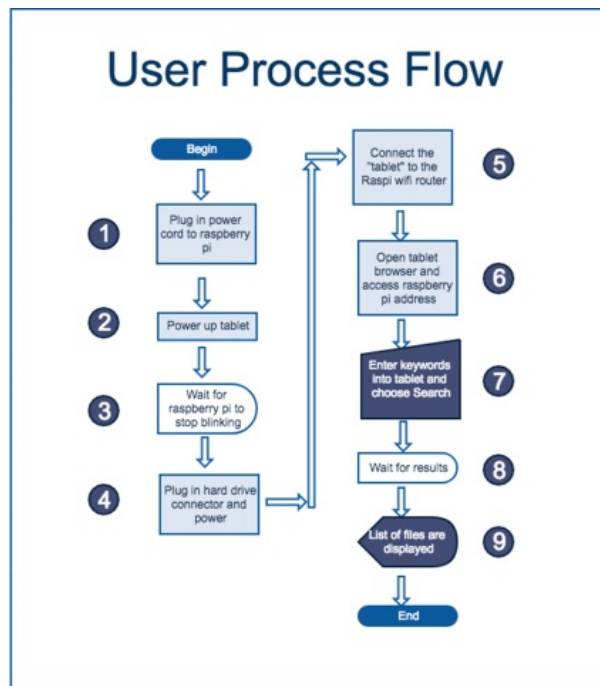 User Process Flow
Begin
1
Plug in power
cord to raspberry
pi
2
Power up tablet
3
Wait for
raspberry pi to
stop blinking
4
Plug in hard drive
connector and
power
5
Connect the
"tablet" to the
Raspi wifi router
6
Open tablet
browser and
access raspberry
pi address
7
Enter keywords
into tablet and
choose Search
8
Wait for results
9
List of files are
displayed
End